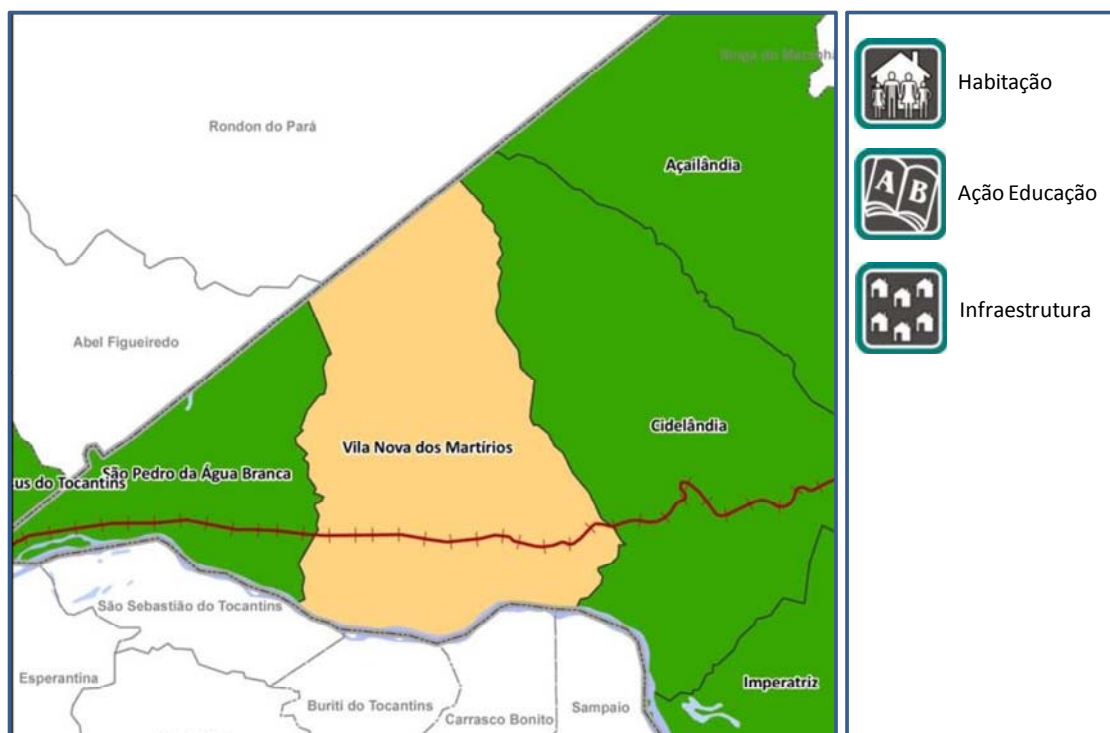 Rondon do Pará
Açailândia
Abel Figueiredo
Cidelândia
Vila Nova dos Martírios
São Pedro da Água Branca
us do Tocantins
São Sebastião do Tocantins
Esperantina
Buriti do Tocantins
Carrasco Bonito
Sampaio
Imperatriz
Habitação
A B
Ação Educação
Infraestrutura